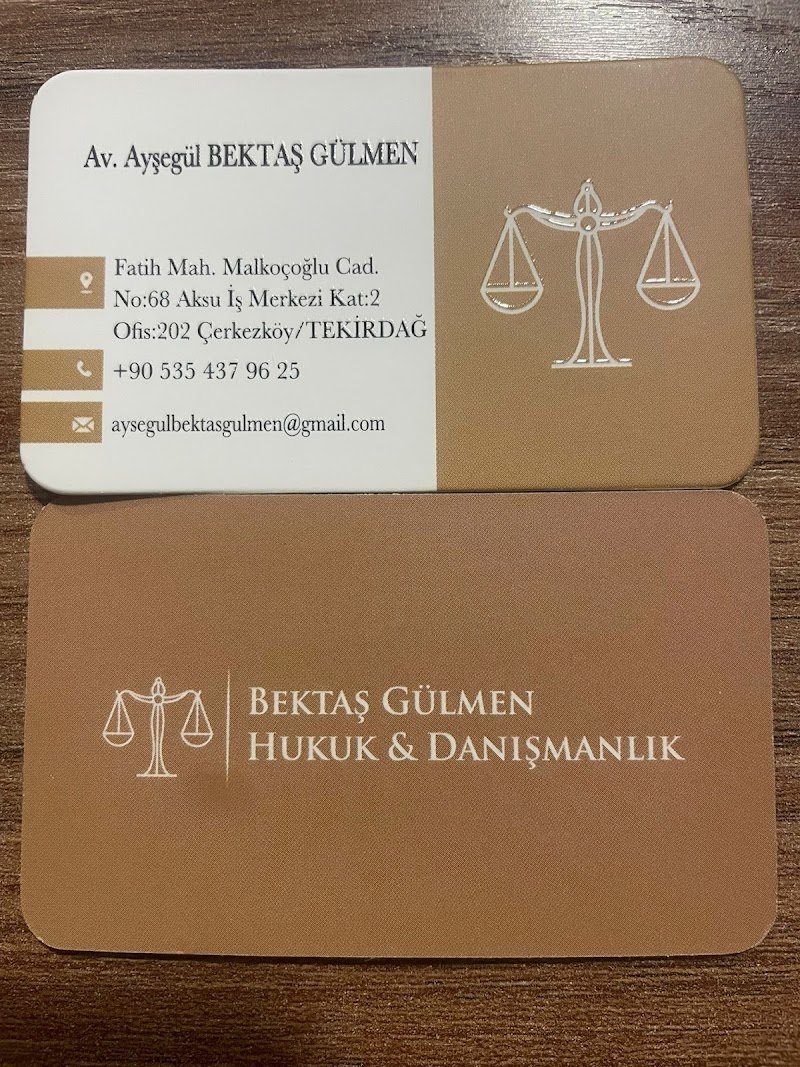 Av. Ayşegül BEKTAŞ GÜLMEN
Fatih Mah. Malkoçoğlu Cad.
No:68 Aksu İş Merkezi Kat:2
Ofis:202 Çerkezköy/TEKİRDAĞ
+90 535 437 96 25
aysegulbektasgulmen@gmail.com
BEKTAŞ GÜLMEN
HUKUK & DANIŞMANLIK